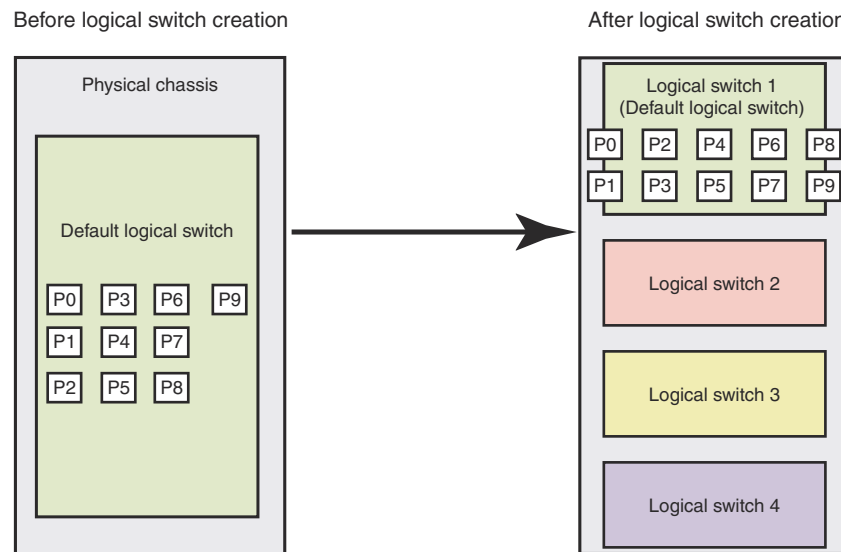 Before logical switch creation
After logical switch creation
Physical chassis
Default logical switch
P0 P3 P6 P9
P1 P4 P7
P2 P5 P8
Logical switch 1
(Default logical switch)
P0 P2 P4 P6 P8
P1 P3 P5 P7 P9
Logical switch 2
Logical switch 3
Logical switch 4